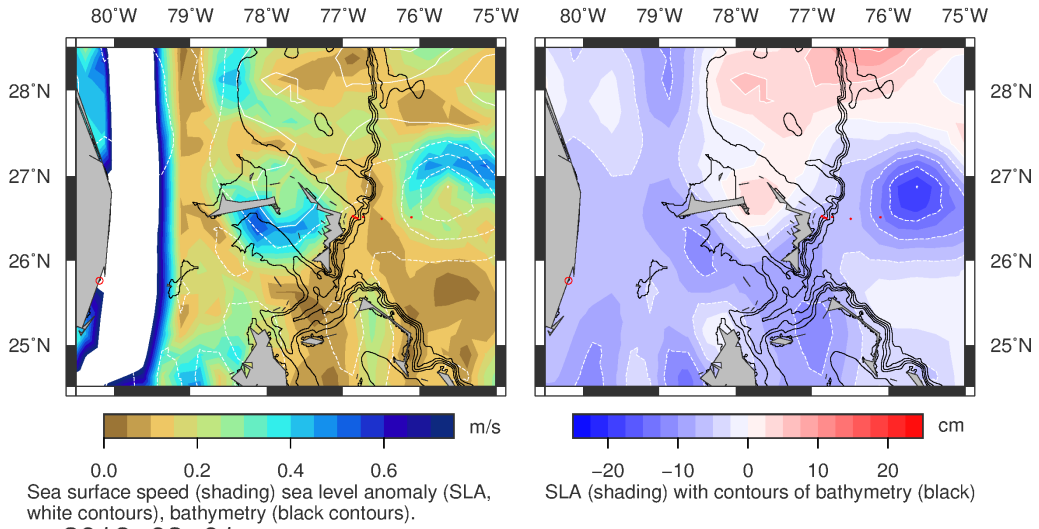 80°W 79°W 78°W 77°W 76°W 75°W 80°W 79°W 78°W 77°W 76°W 75°W
28°N 28°N
27°N 27°N
26°N 26°N
25°N 25°N
m/s cm
0.0 0.2 0.4 0.6 −20 −10 0 10 20
Sea surface speed (shading) sea level anomaly (SLA, SLA (shading) with contours of bathymetry (black)
white contours), bathymetry (black contours).